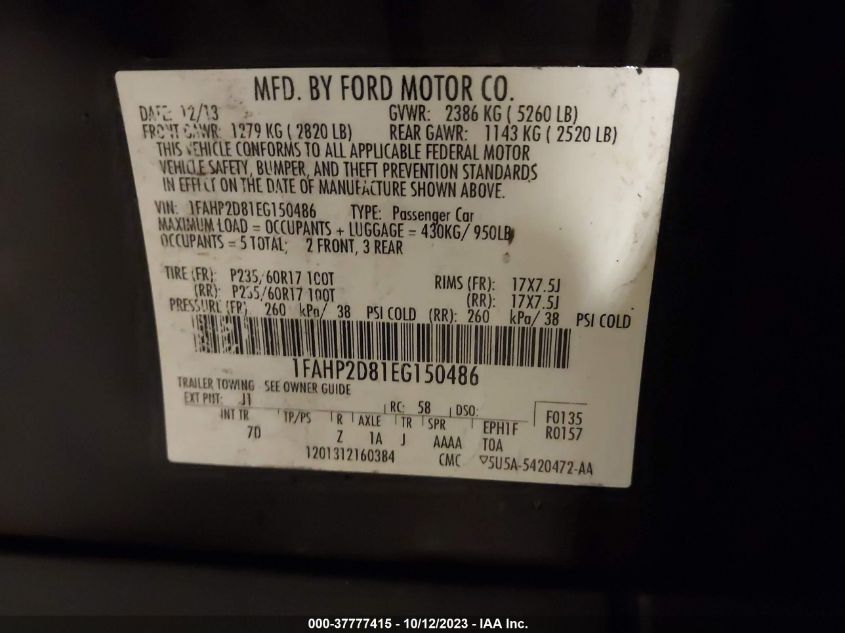 MFD. BY FORD MOTOR CO.
DATE: 12/13 GVWR: 2386 KG ( 5260 LB)
FRONT GAWR: 1279 KG ( 2820 LB) REAR GAWR: 1143 KG ( 2520 LB)
THIS VEHICLE CONFORMS TO ALL APPLICABLE FEDERAL MOTOR
VEHICLE SAFETY, BUMPER, AND THEFT PREVENTION STANDARDS
IN EFFECT ON THE DATE OF MANUFACTURE SHOWN ABOVE.
VIN: 1FAHP2D81EG150486 TYPE: Passenger Car
MAXIMUM LOAD = OCCUPANTS + LUGGAGE = 430KG/ 950LB
OCCUPANTS = 5 TOTAL; 2 FRONT, 3 REAR
TIRE (FR): P235/60R17 100T RIMS (FR): 17X7.5J
(RR): P235/60R17 100T (RR): 17X7.5J
PRESSURE (FR) 260 kPa/ 38 PSI COLD (RR): 260 kPa/ 38 PSI COLD
1FAHP2D81EG150486
TRAILER TOWING - SEE OWNER GUIDE
EXT PNT: J1 RC: 58 DSO: F0135
INT TR TP/PS R AXLE TR SPR EPH1F R0157
7D Z 1A J AAAA TOA
1201312160384 CMC ▽5U5A-5420472-AA
000-37777415 - 10/12/2023 - IAA Inc.